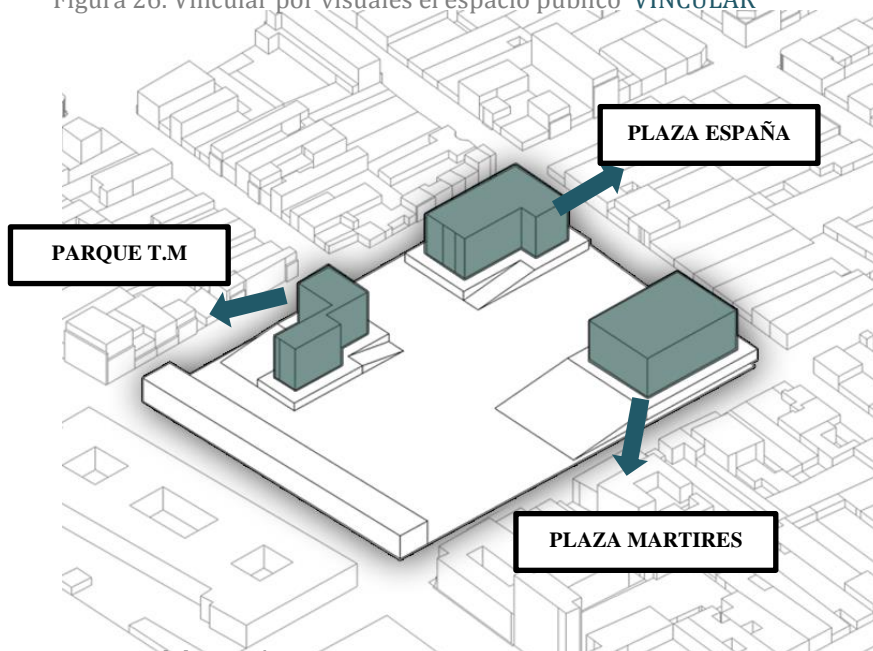 Figura 26. Vincular por visuales el espacio público "VINCULAR"
PLAZA ESPAÑA
PARQUE T.M
PLAZA MARTIRES